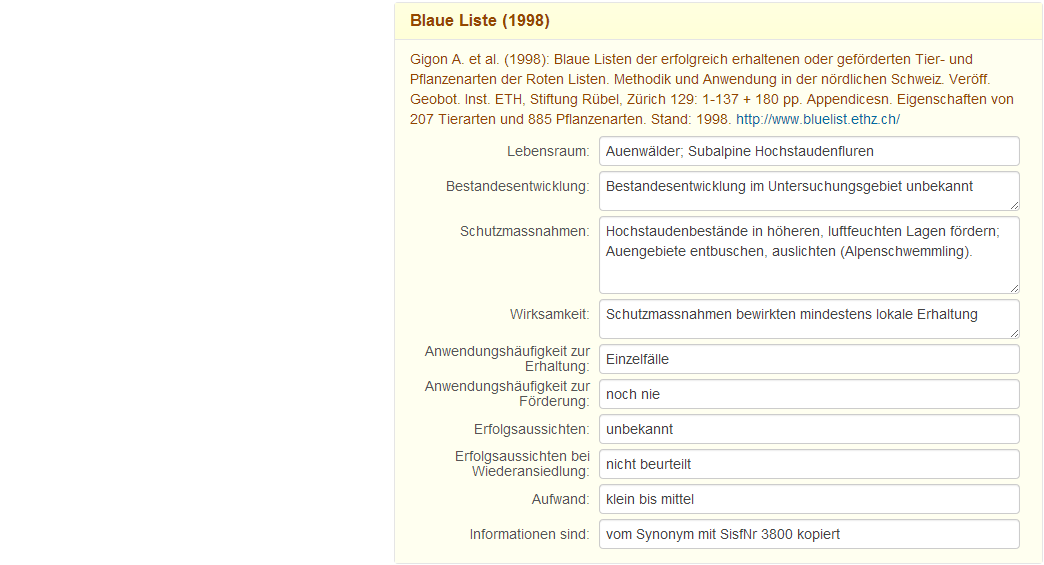 Blaue Liste (1998)
Gigon A. et al. (1998): Blaue Listen der erfolgreich erhaltenen oder geförderten Tier- und
Pflanzenarten der Roten Listen. Methodik und Anwendung in der nördlichen Schweiz. Veröff.
Geobot. Inst. ETH, Stiftung Rübel, Zürich 129: 1-137 + 180 pp. Appendicesn. Eigenschaften von
207 Tierarten und 885 Pflanzenarten. Stand: 1998. http://www.bluelist.ethz.ch/
Lebensraum: Auenwälder; Subalpine Hochstaudenfluren
Bestandesentwicklung: Bestandesentwicklung im Untersuchungsgebiet unbekannt
Schutzmassnahmen: Hochstaudenbestände in höheren, luftfeuchten Lagen fördern;
Auengebiete entbuschen, auslichten (Alpenschwemmling).
Wirksamkeit: Schutzmassnahmen bewirkten mindestens lokale Erhaltung
Anwendungshäufigkeit zur
Erhaltung: Einzelfälle
Anwendungshäufigkeit zur
Förderung: noch nie
Erfolgsaussichten: unbekannt
Erfolgsaussichten bei
Wiederansiedlung: nicht beurteilt
Aufwand: klein bis mittel
Informationen sind: vom Synonym mit SisfNr 3800 kopiert